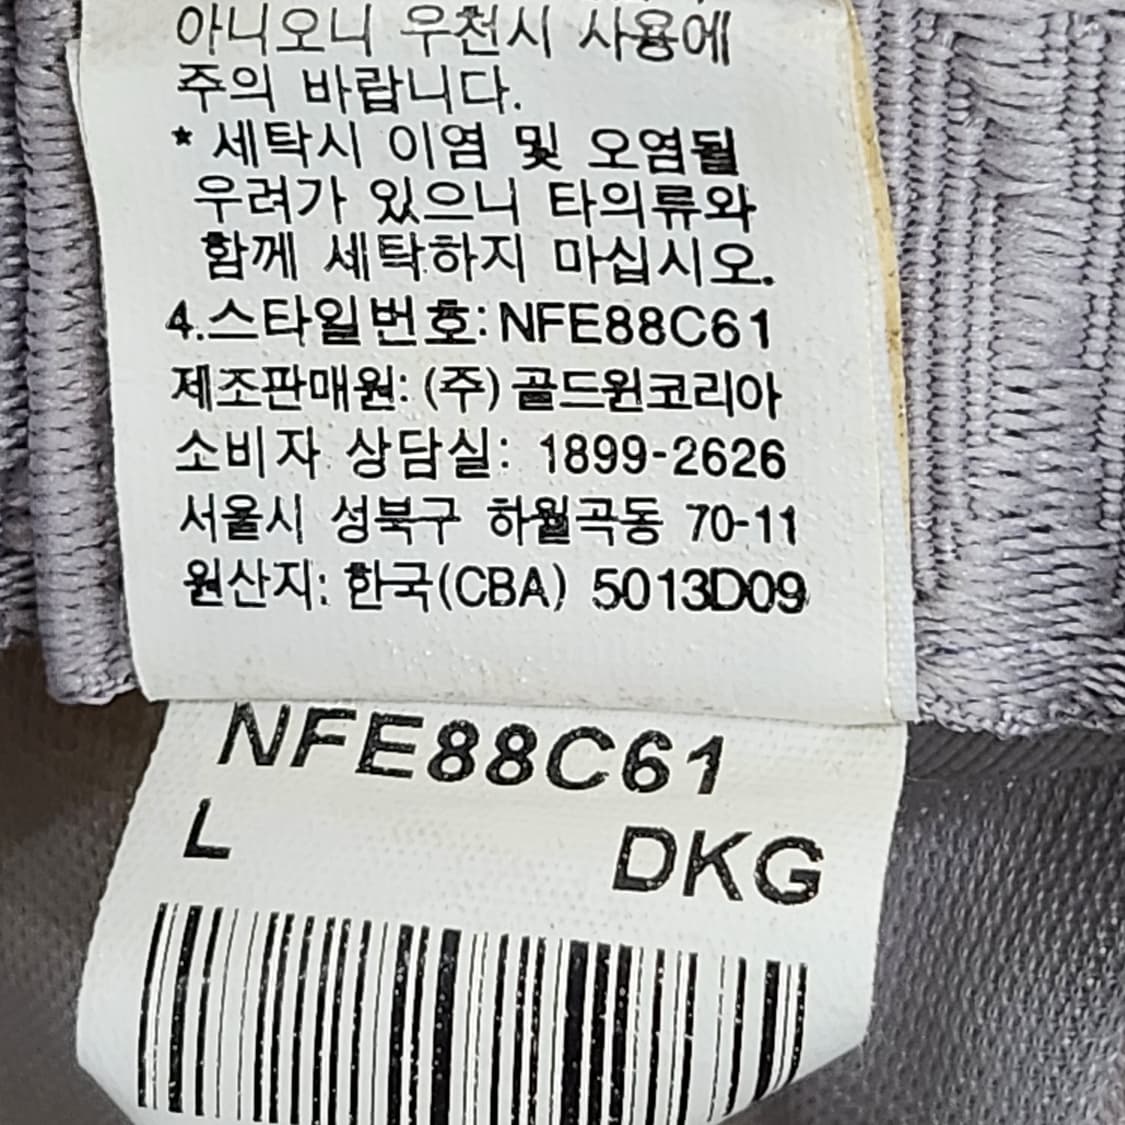 아니오니 우천시 사용에
주의 바랍니다.
* 세탁시 이염 및 오염될
우려가 있으니 타의류와
함께 세탁하지 마십시오.
4.스타일번호:NFE88C61
제조판매원: (주) 골드윈코리아
소비자 상담실: 1899-2626
서울시 성북구 하월곡동 70-11
원산지: 한국(CBA) 5013D09
NFE88C61
L DKG